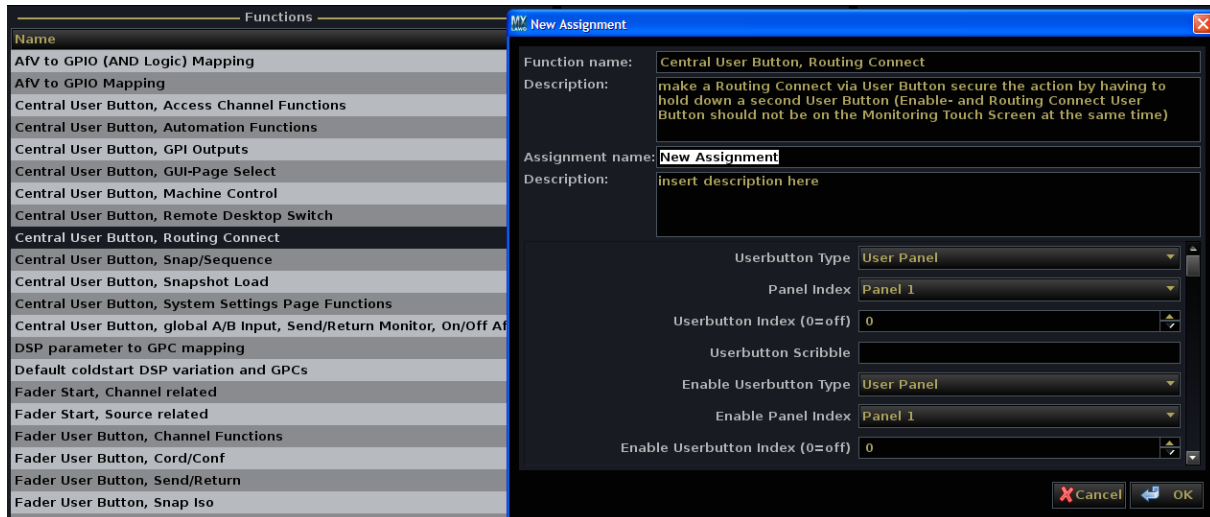 Functions
Name
AfV to GPIO (AND Logic) Mapping
AfV to GPIO Mapping
Central User Button, Access Channel Functions
Central User Button, Automation Functions
Central User Button, GPI Outputs
Central User Button, GUI-Page Select
Central User Button, Machine Control
Central User Button, Remote Desktop Switch
Central User Button, Routing Connect
Central User Button, Snap/Sequence
Central User Button, Snapshot Load
Central User Button, System Settings Page Functions
Central User Button, global A/B Input, Send/Return Monitor, On/Off Af
DSP parameter to GPC mapping
Default coldstart DSP variation and GPCs
Fader Start, Channel related
Fader Start, Source related
Fader User Button, Channel Functions
Fader User Button, Cord/Conf
Fader User Button, Send/Return
Fader User Button, Snap Iso
MY LAWO New Assignment
Function name: Central User Button, Routing Connect
Description: make a Routing Connect via User Button secure the action by having to
hold down a second User Button (Enable- and Routing Connect User
Button should not be on the Monitoring Touch Screen at the same time)
Assignment name: New Assignment
Description: insert description here
Userbutton Type User Panel
Panel Index Panel 1
Userbutton Index (0=off) 0
Userbutton Scribble
Enable Userbutton Type User Panel
Enable Panel Index Panel 1
Enable Userbutton Index (0=off) 0
Cancel OK